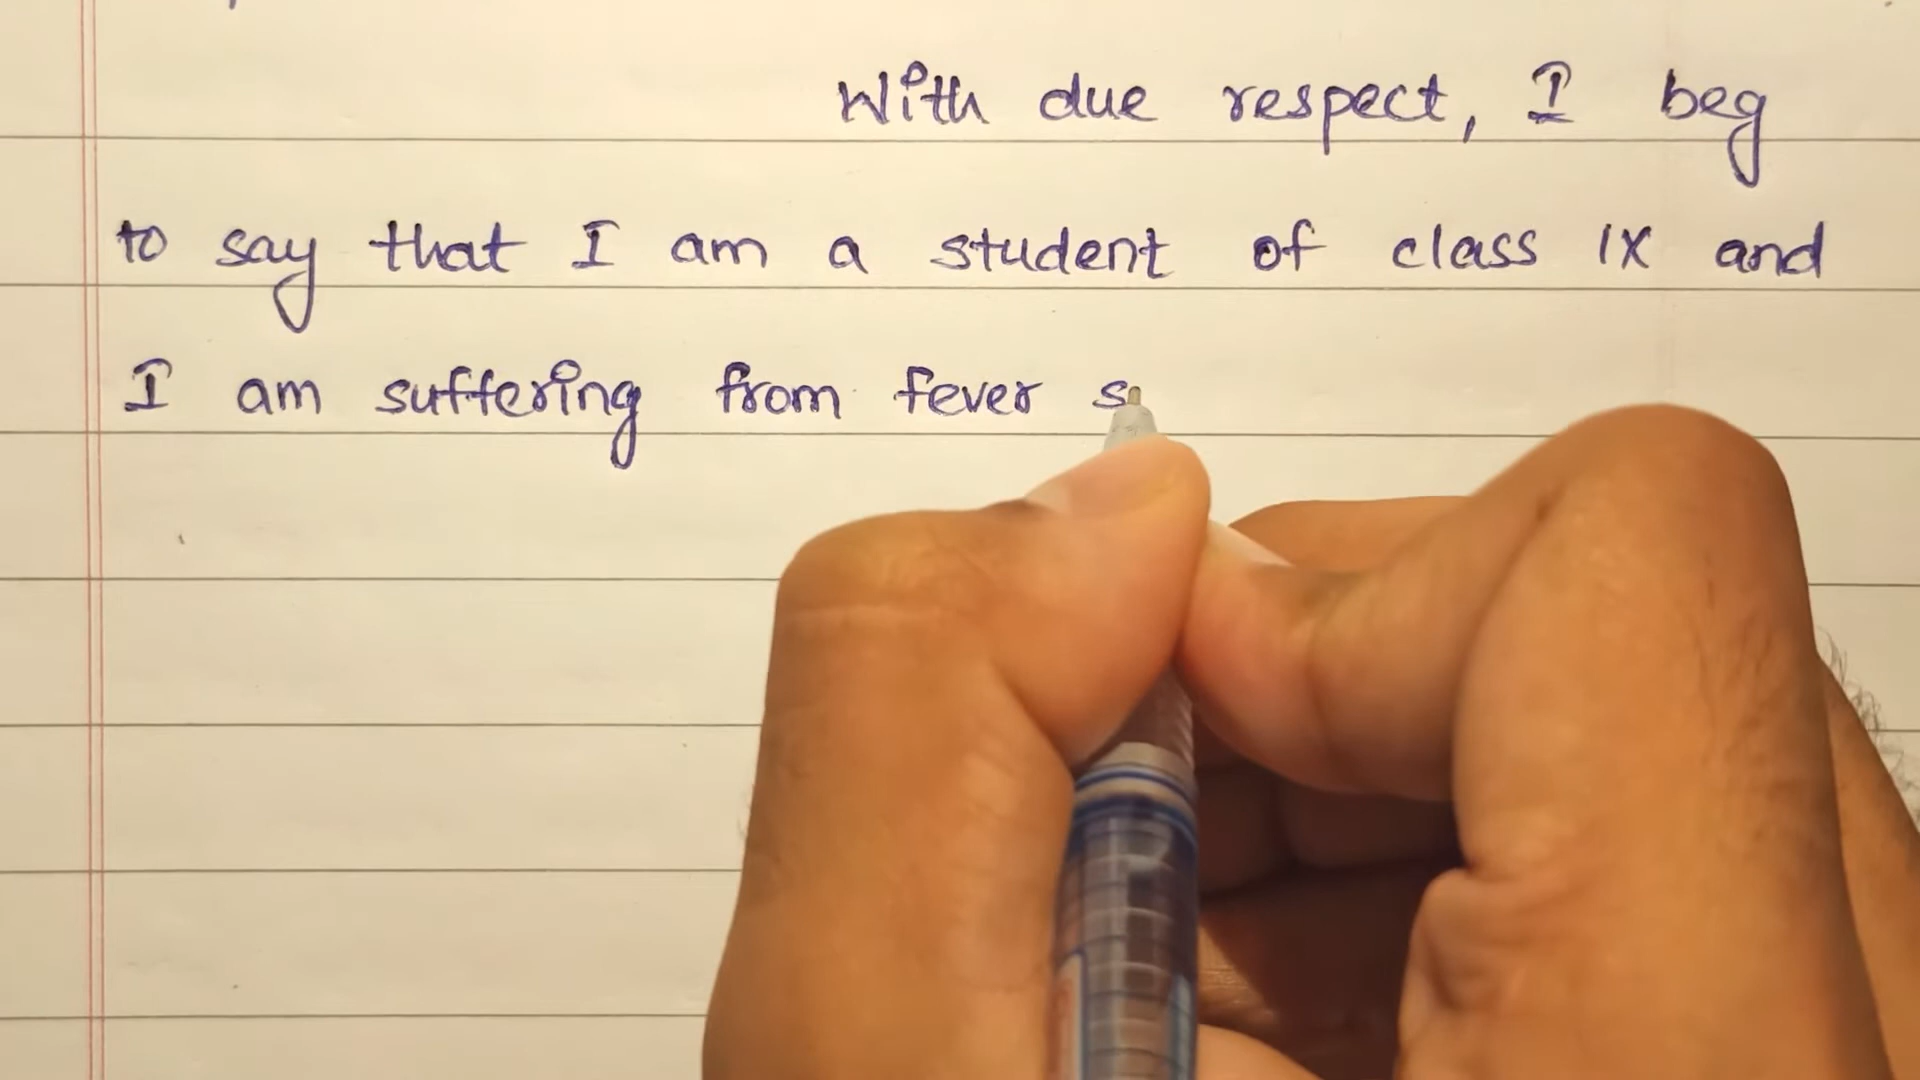 With due respect, I beg
to say that I am a student of class IX and
I am suffering from fever s